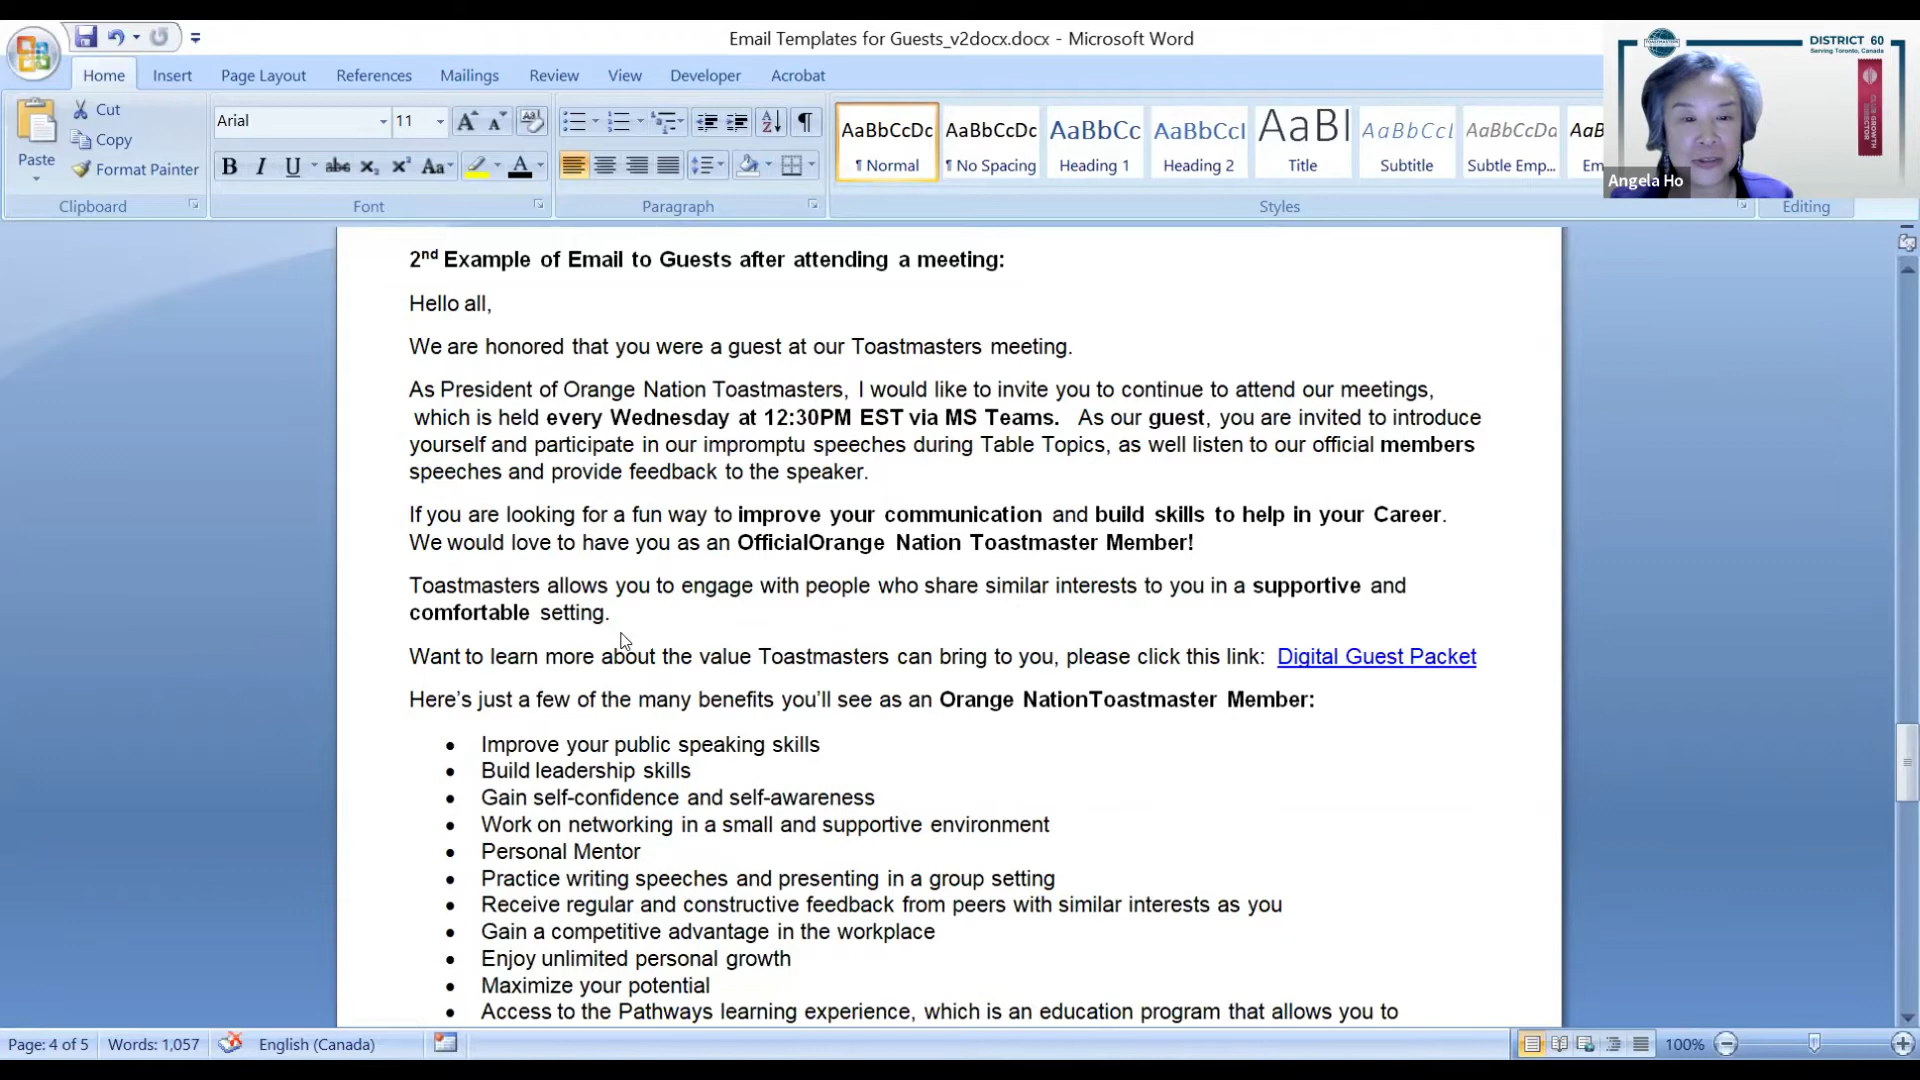 Email Templates for Guests_v2docx.docx - Microsoft Word
Home Insert Page Layout References Mailings Review View Developer Acrobat
Paste
Cut
Copy
Format Painter
Clipboard
Arial 11
Font
Paragraph
AaBbCcDc AaBbCcDc AaBbCc AaBbCcI AaBI AaBbCcL AaBbCcDa AaB
¶ Normal ¶ No Spacing Heading 1 Heading 2 Title Subtitle Subtle Emp... Em
Styles
Editing
DISTRICT 60
Serving Toronto, Canada
TOASTMASTERS
CLUB GROWTH DIRECTOR
Angela Ho
2nd Example of Email to Guests after attending a meeting:
Hello all,
We are honored that you were a guest at our Toastmasters meeting.
As President of Orange Nation Toastmasters, I would like to invite you to continue to attend our meetings,
which is held every Wednesday at 12:30PM EST via MS Teams. As our guest, you are invited to introduce
yourself and participate in our impromptu speeches during Table Topics, as well listen to our official members
speeches and provide feedback to the speaker.
If you are looking for a fun way to improve your communication and build skills to help in your Career.
We would love to have you as an OfficialOrange Nation Toastmaster Member!
Toastmasters allows you to engage with people who share similar interests to you in a supportive and
comfortable setting.
Want to learn more about the value Toastmasters can bring to you, please click this link: Digital Guest Packet
Here’s just a few of the many benefits you’ll see as an Orange NationToastmaster Member:
• Improve your public speaking skills
• Build leadership skills
• Gain self-confidence and self-awareness
• Work on networking in a small and supportive environment
• Personal Mentor
• Practice writing speeches and presenting in a group setting
• Receive regular and constructive feedback from peers with similar interests as you
• Gain a competitive advantage in the workplace
• Enjoy unlimited personal growth
• Maximize your potential
• Access to the Pathways learning experience, which is an education program that allows you to
Page: 4 of 5 Words: 1,057 English (Canada) 100%